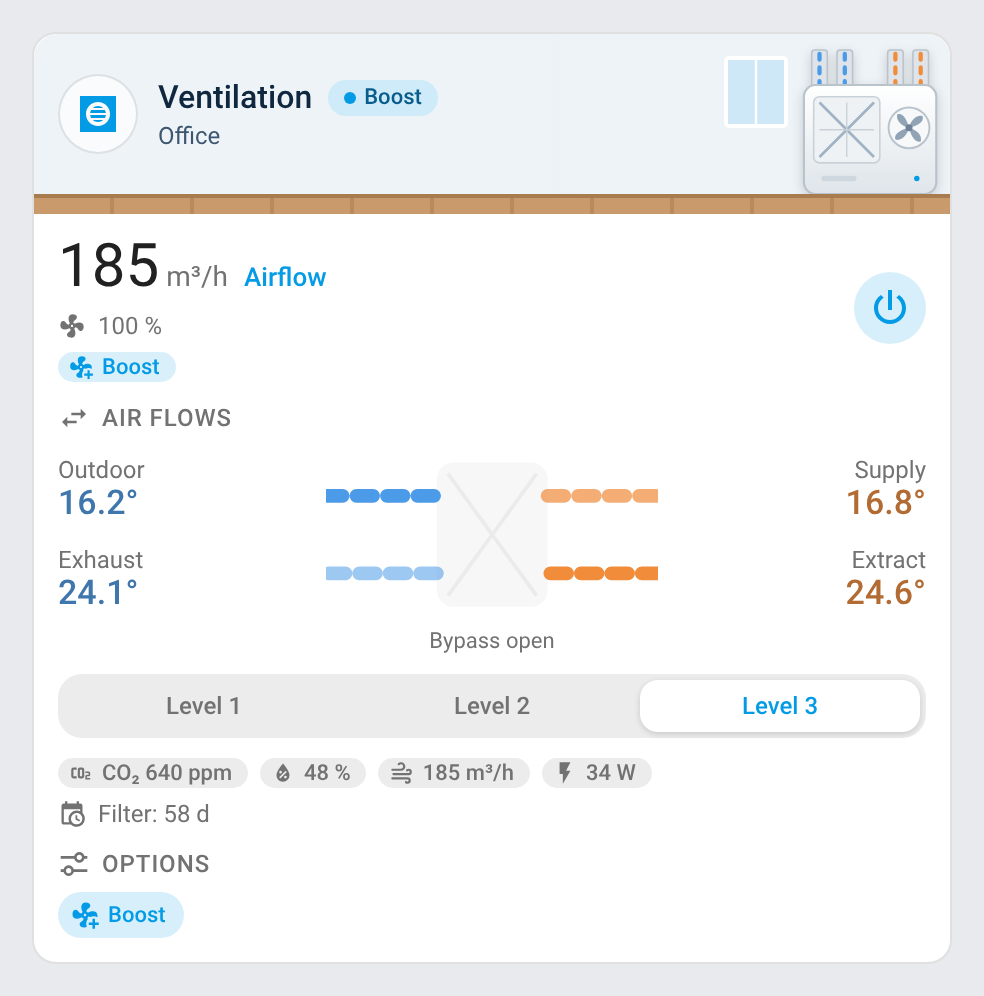 Ventilation
Boost
Office
185 m³/h Airflow
100 %
Boost
AIR FLOWS
Outdoor
16.2°
Supply
16.8°
Exhaust
24.1°
Extract
24.6°
Bypass open
Level 1
Level 2
Level 3
CO₂ CO₂ 640 ppm
48 %
185 m³/h
34 W
Filter: 58 d
OPTIONS
Boost